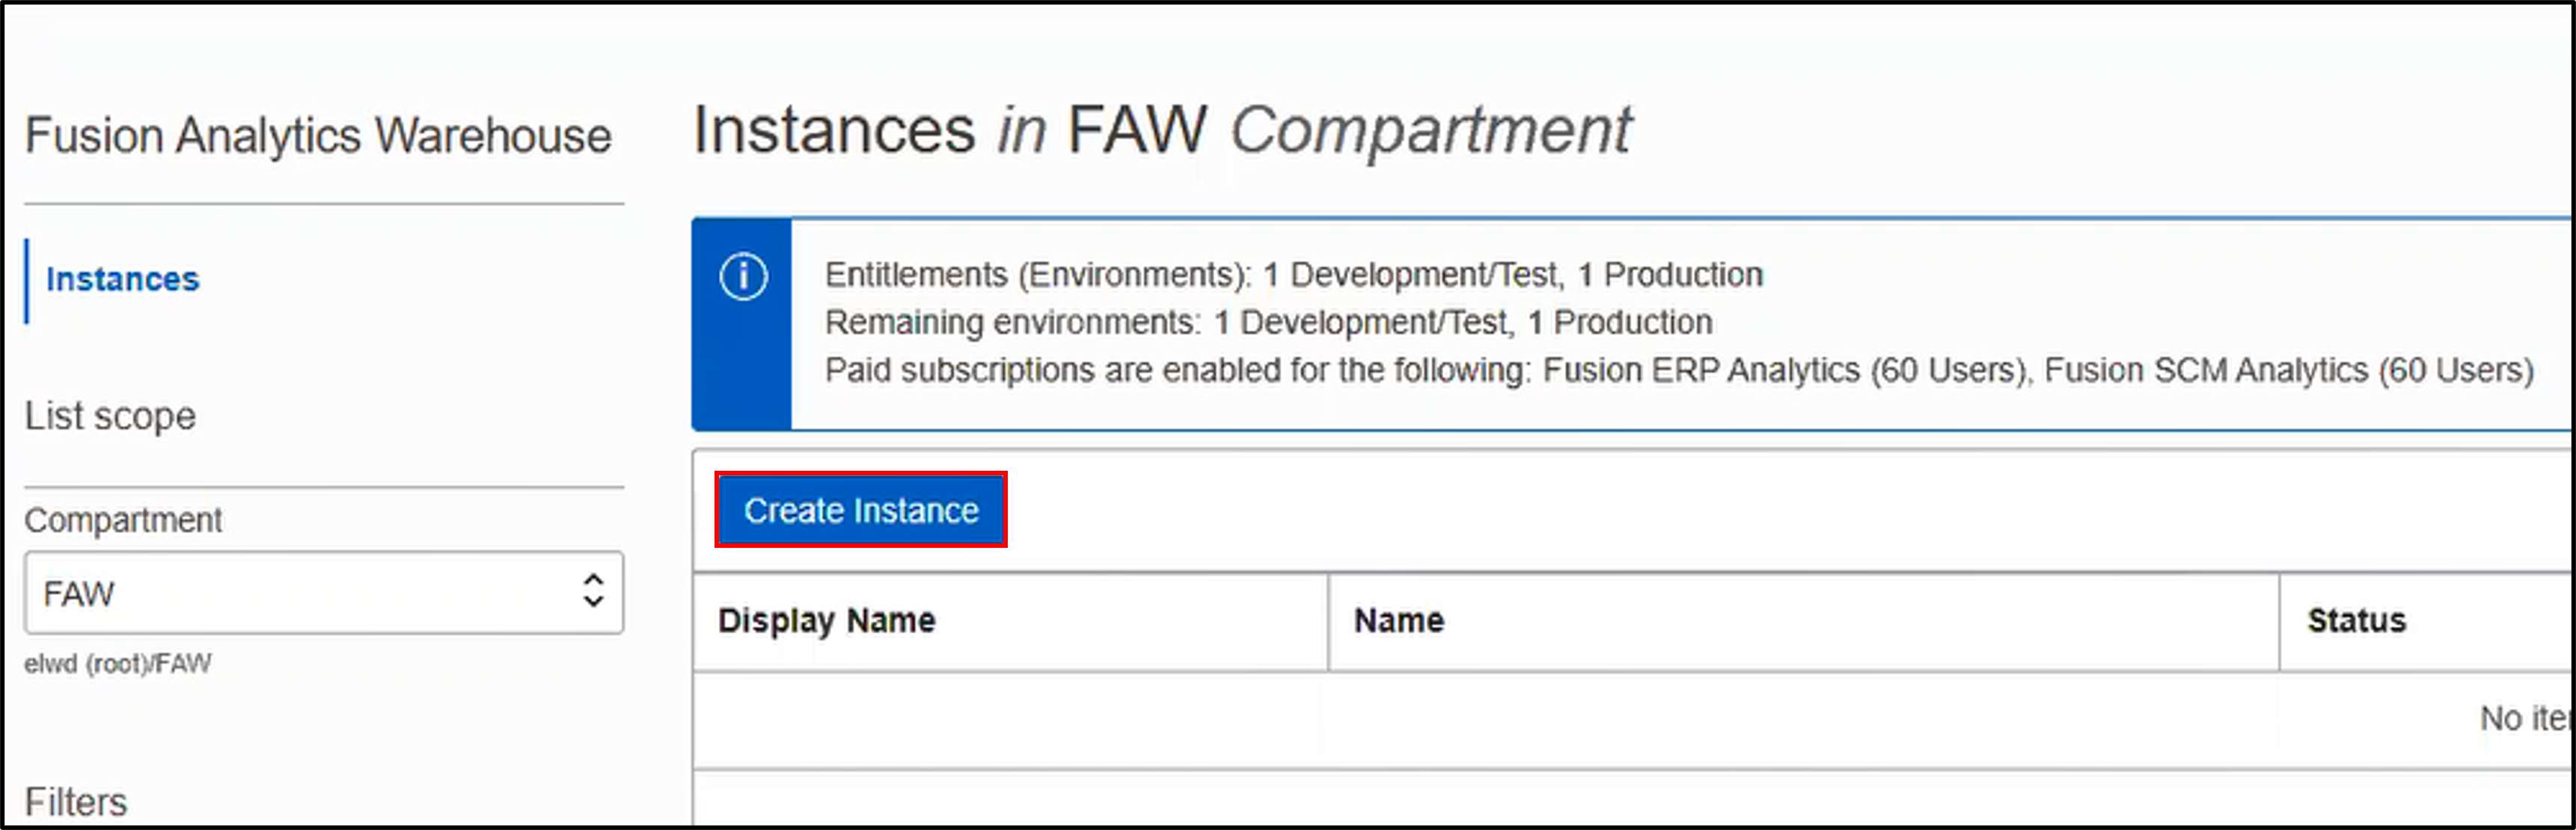 Fusion Analytics Warehouse
Instances
List scope
Compartment
FAW
elwd (root)/FAW
Filters
Instances in FAW Compartment
Entitlements (Environments): 1 Development/Test, 1 Production
Remaining environments: 1 Development/Test, 1 Production
Paid subscriptions are enabled for the following: Fusion ERP Analytics (60 Users), Fusion SCM Analytics (60 Users)
Create Instance
Display Name Name Status
No